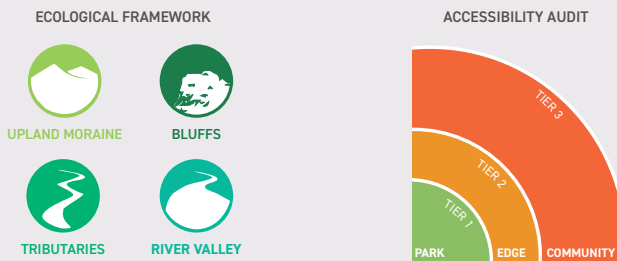 ECOLOGICAL FRAMEWORK
UPLAND MORAINE
BLUFFS
TRIBUTARIES
RIVER VALLEY
ACCESSIBILITY AUDIT
TIER 3
TIER 2
TIER 1
PARK
EDGE
COMMUNITY